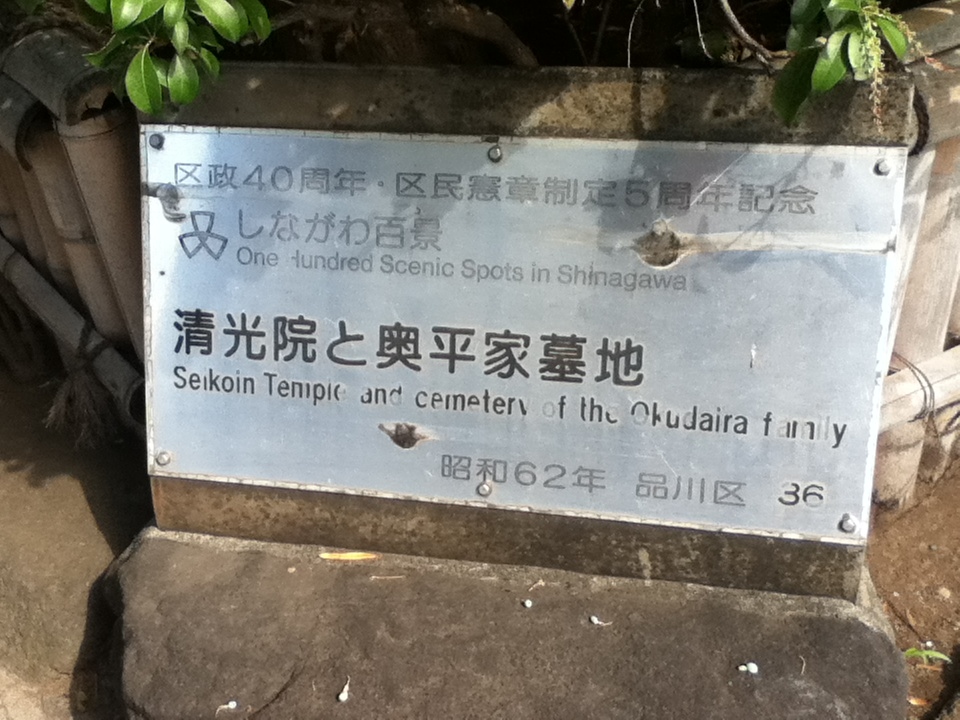 区政40周年・区民憲章制定5周年記念
しながわ百景
One Hundred Scenic Spots in Shinagawa
清光院と奥平家墓地
Seikoin Temple and cemetery of the Okudaira family
昭和62年 品川区 36